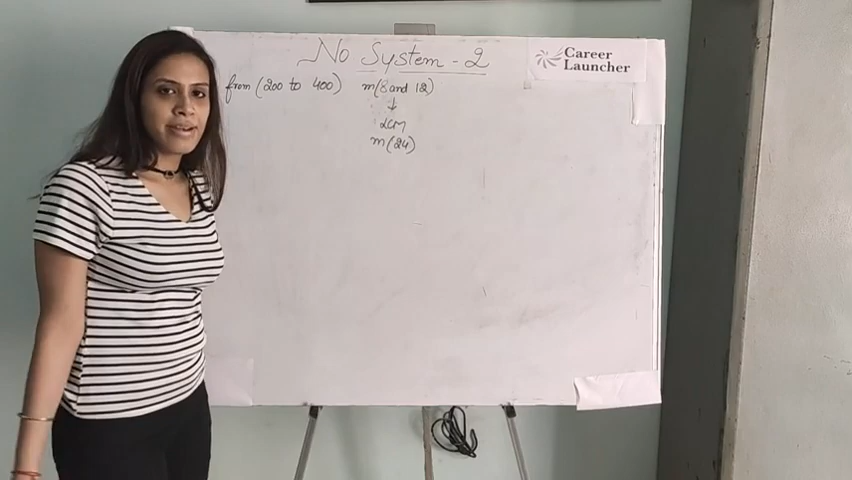 No System - 2
Career
Launcher
from (200 to 400) m(8 and 12)
↓
LCM
m(24)